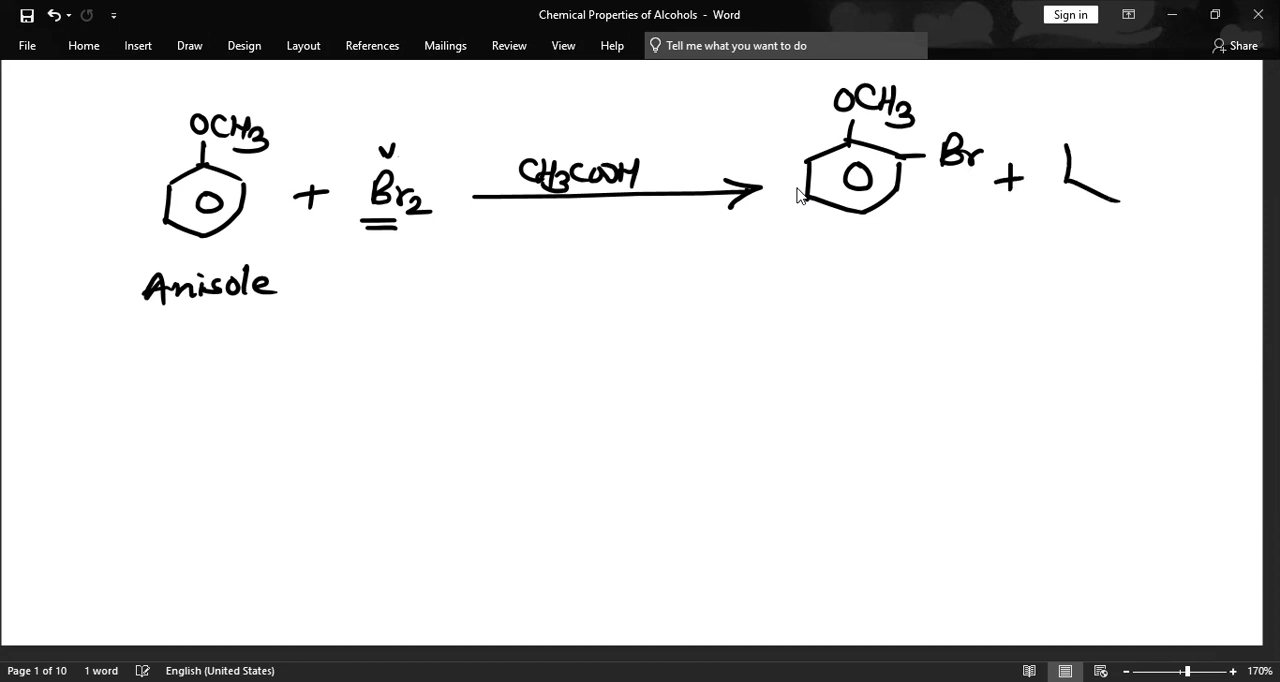 Chemical Properties of Alcohols - Word
Sign in
File Home Insert Draw Design Layout References Mailings Review View Help Tell me what you want to do Share
OCH3 OCH3
+ Br2 CH3COOH Br +
Anisole
Page 1 of 10 1 word English (United States) 170%